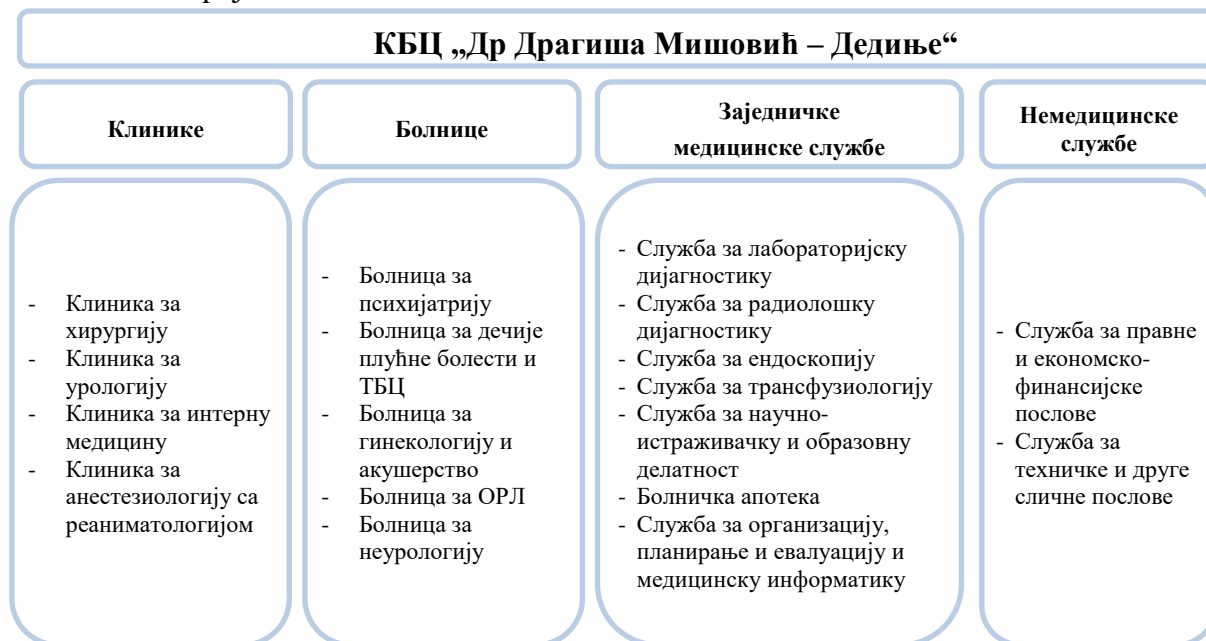 КБЦ „Др Драгиша Мишовић – Дедиње“
Клинике
Болнице
Заједничке
медицинске службе
Немедицинске
службе
- Клиника за
хирургију
- Клиника за
урологију
- Клиника за интерну
медицину
- Клиника за
анестезиологију са
реаниматологијом
- Болница за
психијатрију
- Болница за дечије
плућне болести и
ТБЦ
- Болница за
гинекологију и
акушерство
- Болница за ОРЛ
- Болница за
неурологију
- Служба за лабораторијску
дијагностику
- Служба за радиолошку
дијагностику
- Служба за ендоскопију
- Служба за трансфузиологију
- Служба за научно-
истраживачку и образовну
делатност
- Болничка апотека
- Служба за организацију,
планирање и евалуацију и
медицинску информатику
- Служба за правне
и економско-
финансијске
послове
- Служба за
техничке и друге
сличне послове